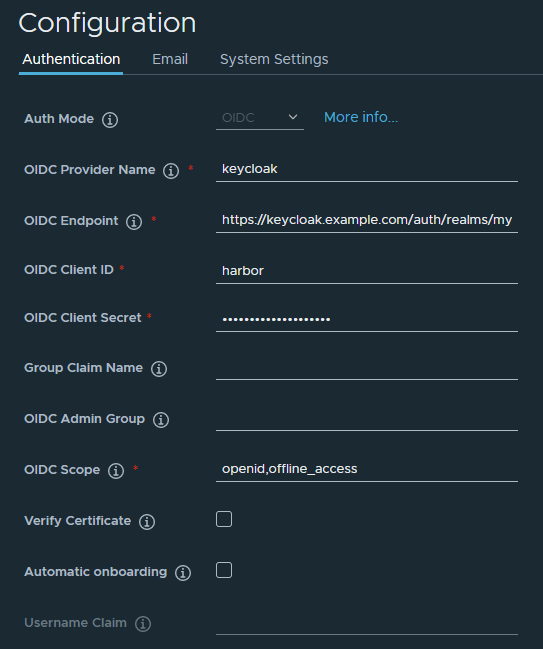 Configuration
Authentication Email System Settings
Auth Mode OIDC More info...
OIDC Provider Name * keycloak
OIDC Endpoint * https://keycloak.example.com/auth/realms/my
OIDC Client ID * harbor
OIDC Client Secret * ••••••••••••••••••••
Group Claim Name
OIDC Admin Group
OIDC Scope * openid,offline_access
Verify Certificate
Automatic onboarding
Username Claim